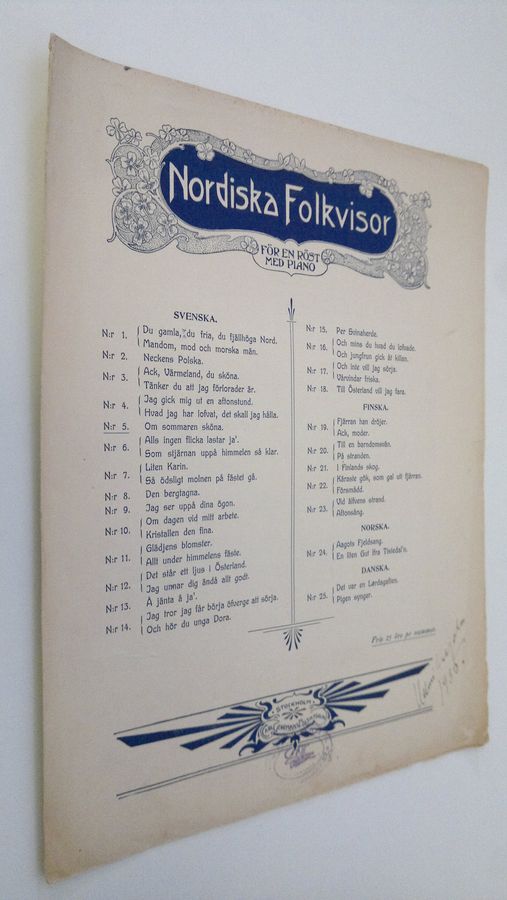 Nordiska Folkvisor
FÖR EN RÖST
MED PIANO
SVENSKA.
N:r 1. Du gamla, du fria, du fjällhöga Nord.
Mandom, mod och morska män.
N:r 2. Neckens Polska.
N:r 3. Ack, Värmeland, du sköna.
Tänker du att jag förlorader är.
N:r 4. Jag gick mig ut en aftonstund.
Hvad jag har lofvat, det skall jag hålla.
N:r 5. Om sommaren sköna.
N:r 6. Alls ingen flicka lastar ja'.
Som stjärnan uppå himmelen så klar.
N:r 7. Liten Karin.
Så ödsligt molnen på fästet gå.
N:r 8. Den bergtagna.
N:r 9. Jag ser uppå dina ögon.
N:r 10. Om dagen vid mitt arbete.
Kristallen den fina.
N:r 11. Glädjens blomster.
Allt under himmelens fäste.
N:r 12. Det står ett ljus i Österland.
Jag unnar dig ändå allt godt.
N:r 13. Å jänta å ja'.
N:r 14. Jag tror jag får börja öfverge att sörja.
Och hör du unga Dora.
N:r 15. Per Svinaherde.
N:r 16. Och mins du hvad du lofvade.
Och jungfrun gick åt killan.
N:r 17. Och inte vill jag sörja.
Vårvindar friska.
N:r 18. Till Österland vill jag fara.
FINSKA.
N:r 19. Fjärran han dröjer.
Ack, moder.
N:r 20. Till en barndomsvän.
På stranden.
N:r 21. I Finlands skog.
N:r 22. Käraste gök, som gal ut fjärran.
Försmådd.
N:r 23. Vid älfvens strand.
Aftonsång.
NORSKA.
N:r 24. Aagots Fjeldsang.
En liten Gut ifra Tistedal'n.
DANSKA.
N:r 25. Det var en Lørdagaften.
Pigen synger.
Pris 25 öre pr nummer.
STOCKHOLM